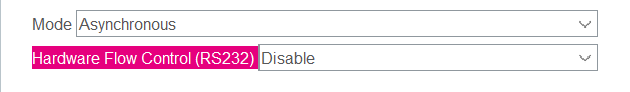 Mode Asynchronous
Hardware Flow Control (RS232) Disable